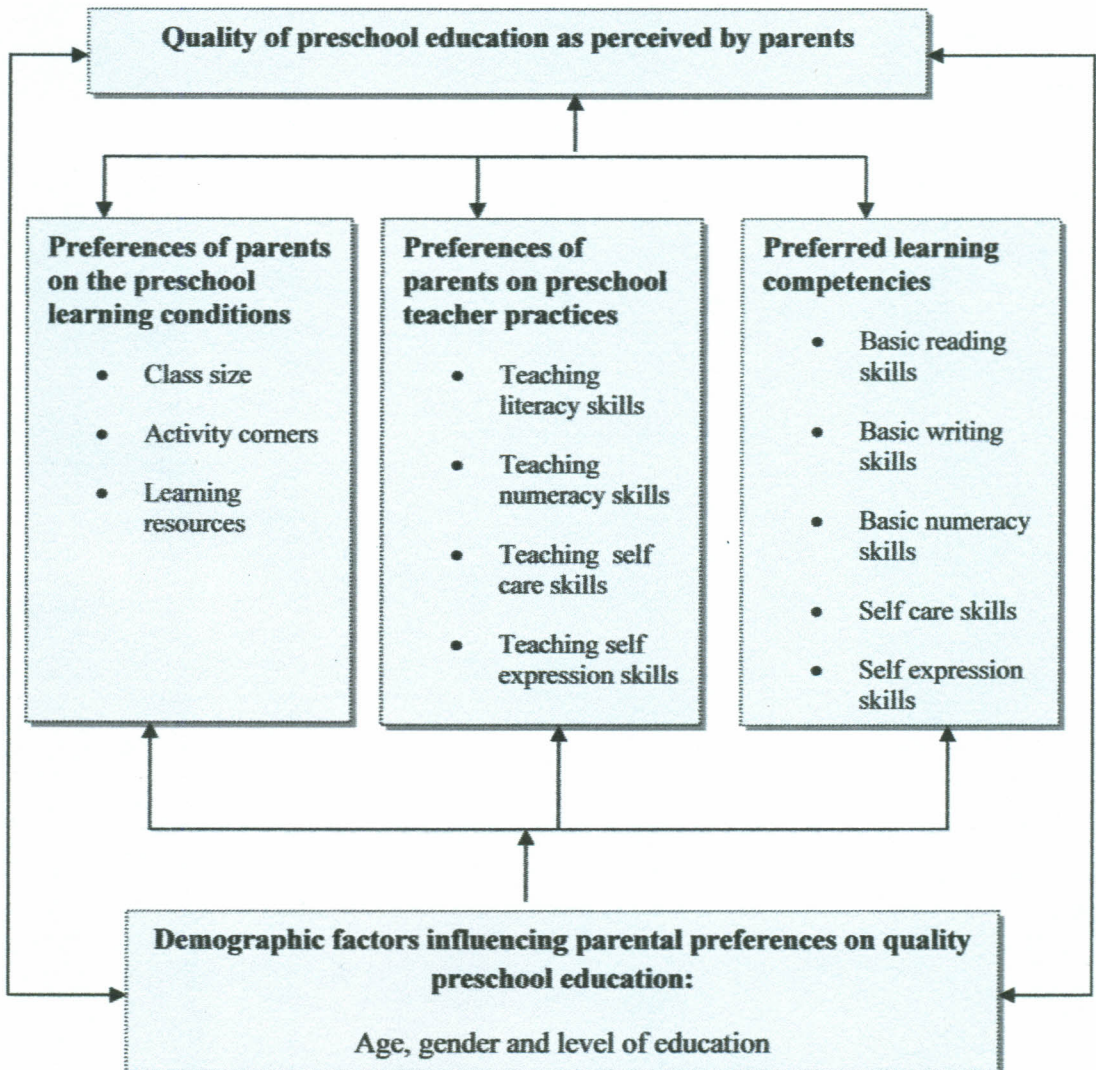 Quality of preschool education as perceived by parents
Preferences of parents
on the preschool
learning conditions
• Class size
• Activity corners
• Learning
resources
Preferences of
parents on preschool
teacher practices
• Teaching
literacy skills
• Teaching
numeracy skills
• Teaching self
care skills
• Teaching self
expression skills
Preferred learning
competencies
• Basic reading
skills
• Basic writing
skills
• Basic numeracy
skills
• Self care skills
• Self expression
skills
Demographic factors influencing parental preferences on quality
preschool education:
Age, gender and level of education